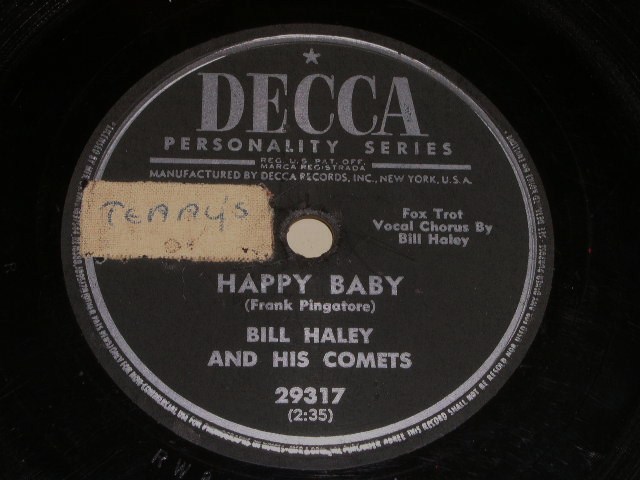 DECCA
PERSONALITY SERIES
REG. U.S. PAT. OFF.
MARCA REGISTRADA
MANUFACTURED BY DECCA RECORDS, INC., NEW YORK, U.S.A.
TERRY'S
Fox Trot
Vocal Chorus By
Bill Haley
HAPPY BABY
(Frank Pingatore)
BILL HALEY
AND HIS COMETS
29317
(2:35)